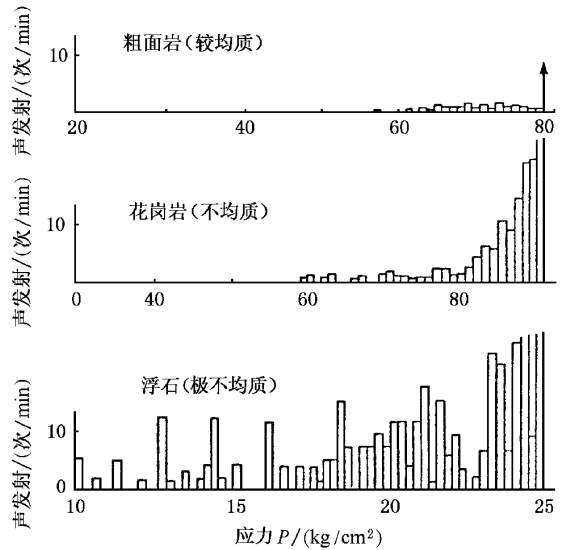 粗面岩(较均质)
声发射/(次/min)
10
20 40 60 80
花岗岩(不均质)
声发射/(次/min)
10
0 40 60 80
浮石(极不均质)
声发射/(次/min)
10
0
10 15 20 25
应力P/(kg/cm²)